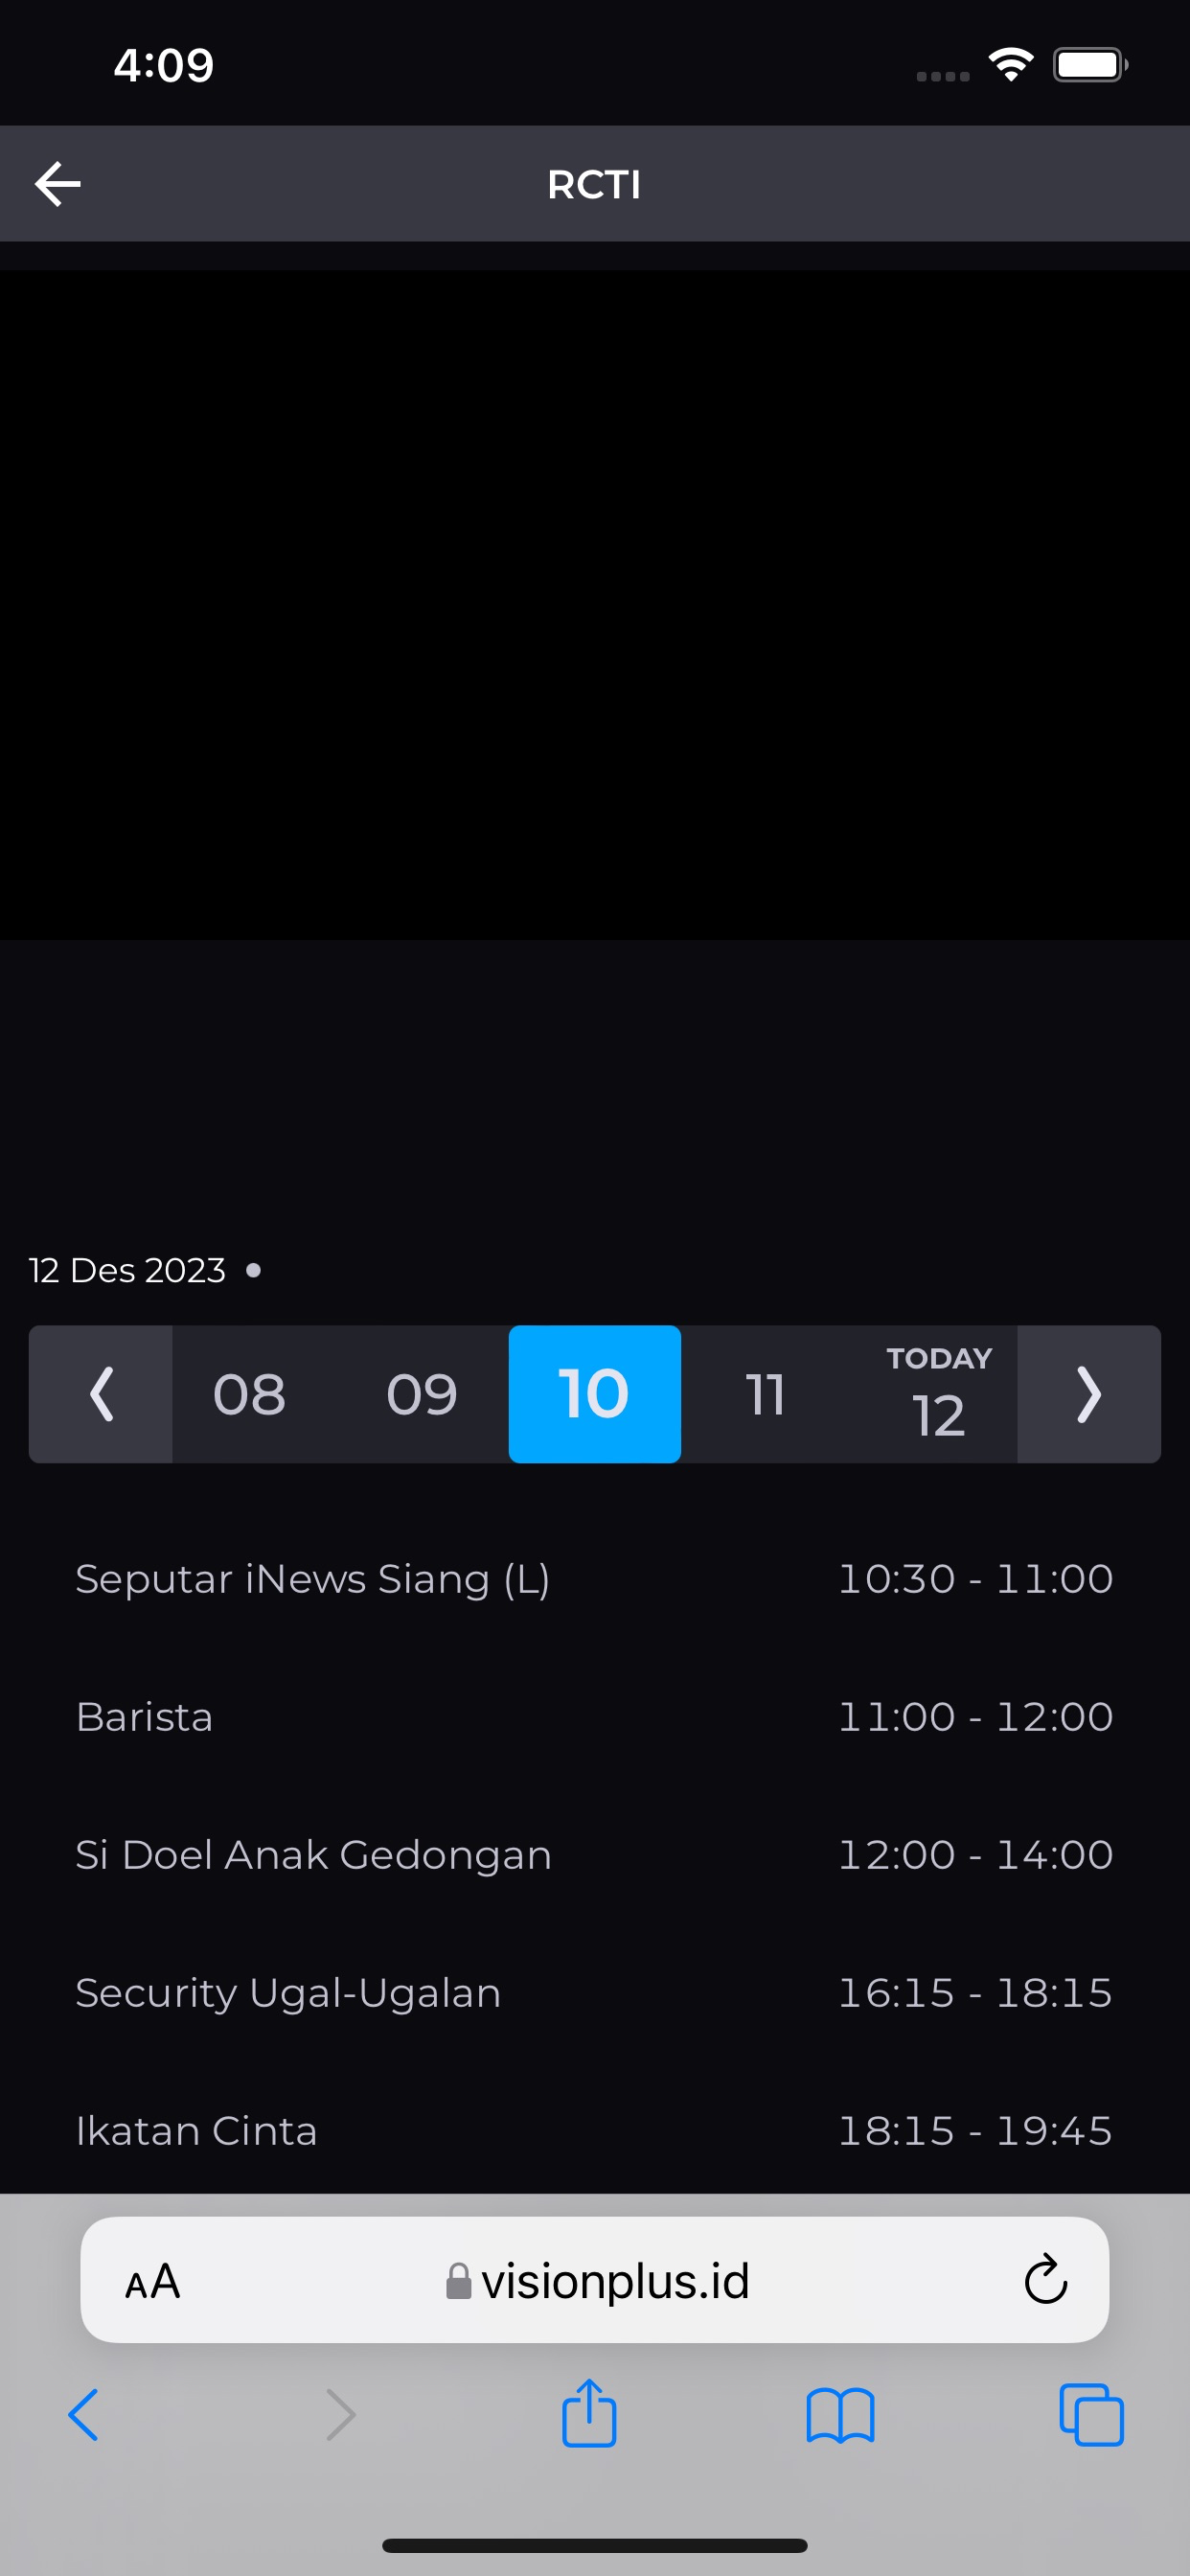 4:09
RCTI
12 Des 2023
08 09 10 11 TODAY 12
Seputar iNews Siang (L) 10:30 - 11:00
Barista 11:00 - 12:00
Si Doel Anak Gedongan 12:00 - 14:00
Security Ugal-Ugalan 16:15 - 18:15
Ikatan Cinta 18:15 - 19:45
AA visionplus.id